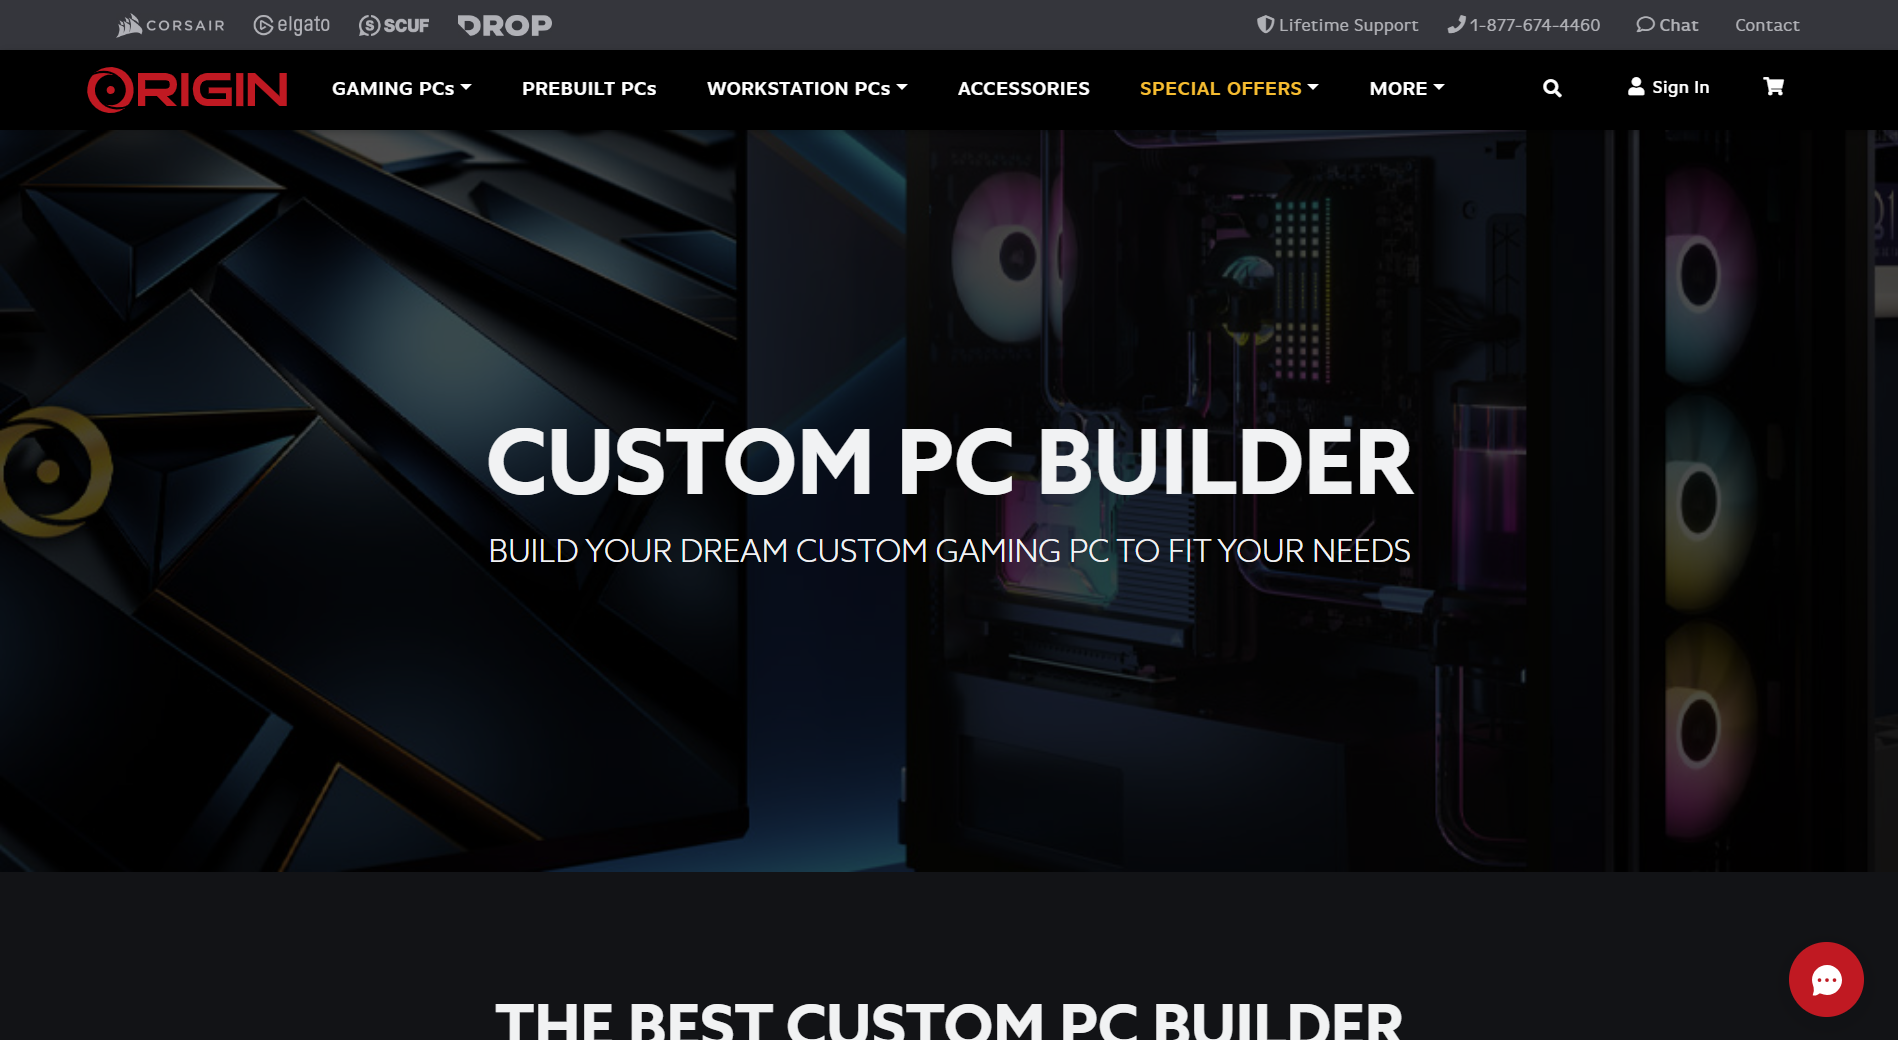 CORSAIR elgato SCUF DROP Lifetime Support 1-877-674-4460 Chat Contact
ORIGIN GAMING PCs PREBUILT PCs WORKSTATION PCs ACCESSORIES SPECIAL OFFERS MORE Sign In
CUSTOM PC BUILDER
BUILD YOUR DREAM CUSTOM GAMING PC TO FIT YOUR NEEDS
THE BEST CUSTOM PC BUILDER